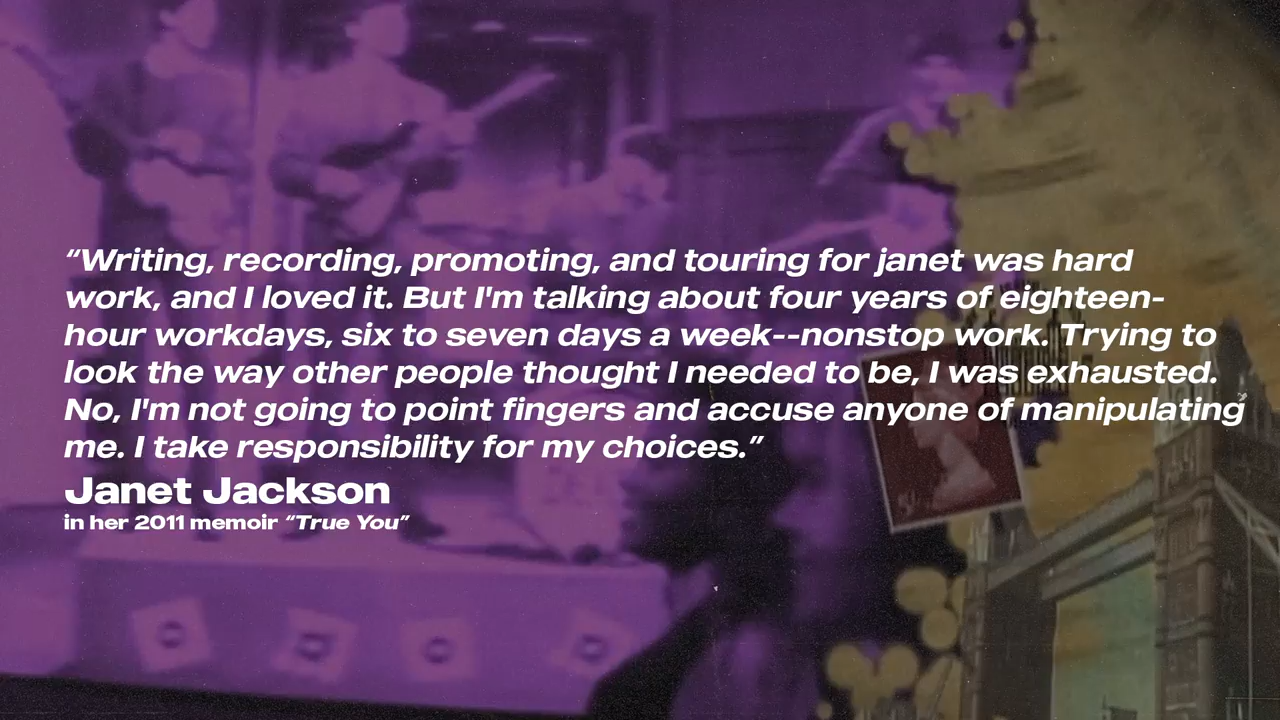 “Writing, recording, promoting, and touring for janet was hard
work, and I loved it. But I'm talking about four years of eighteen-
hour workdays, six to seven days a week--nonstop work. Trying to
look the way other people thought I needed to be, I was exhausted.
No, I'm not going to point fingers and accuse anyone of manipulating
me. I take responsibility for my choices.”
Janet Jackson
in her 2011 memoir “True You”